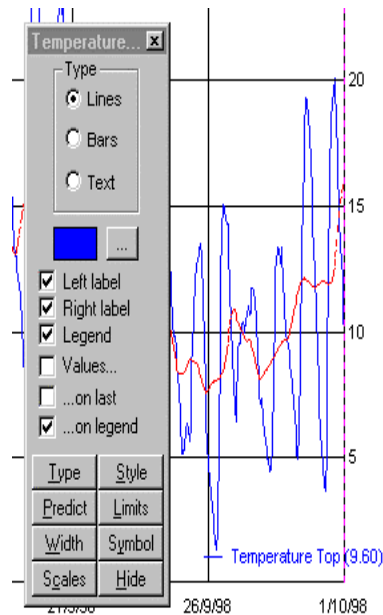 Temperature... x
Type
Lines
Bars
Text
...
Left label
Right label
Legend
Values...
...on last
...on legend
Type Style
Predict Limits
Width Symbol
Scales Hide
20
15
10
5
Temperature Top (9.60)
26/9/98 1/10/98